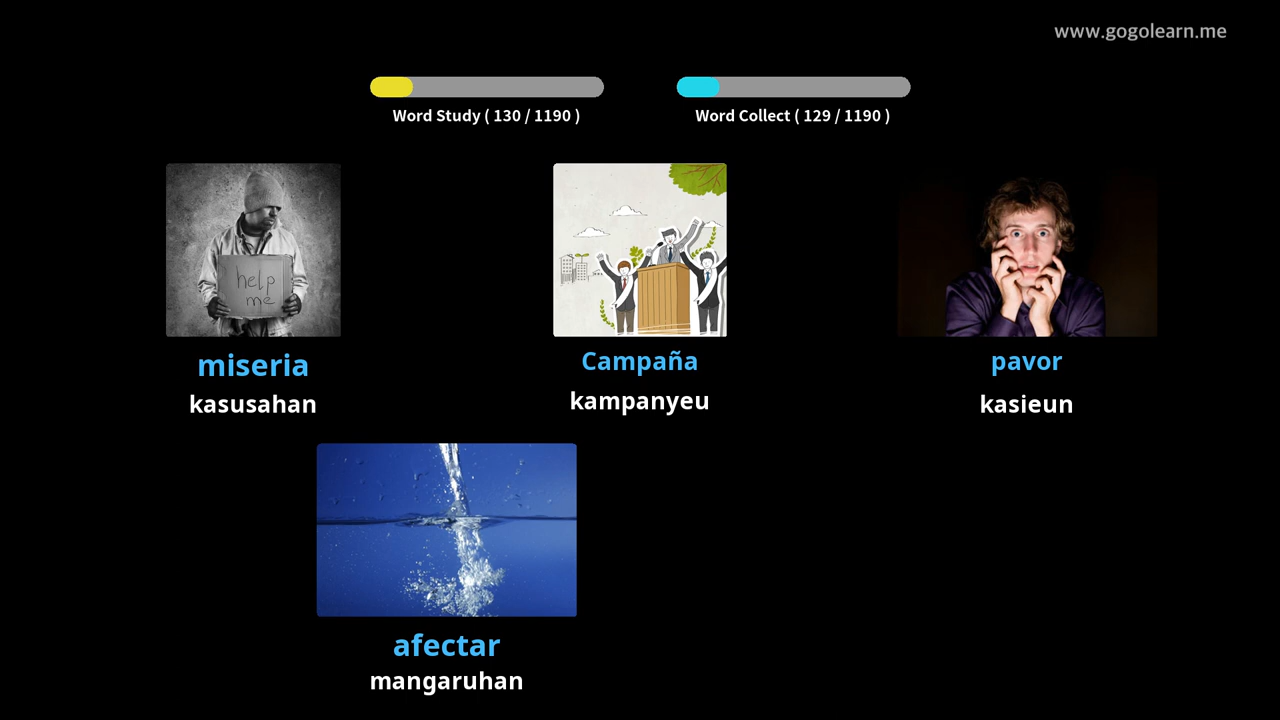 www.gogolearn.me
Word Study ( 130 / 1190 )
Word Collect ( 129 / 1190 )
help
me
miseria
kasusahan
Campaña
kampanyeu
pavor
kasieun
afectar
mangaruhan